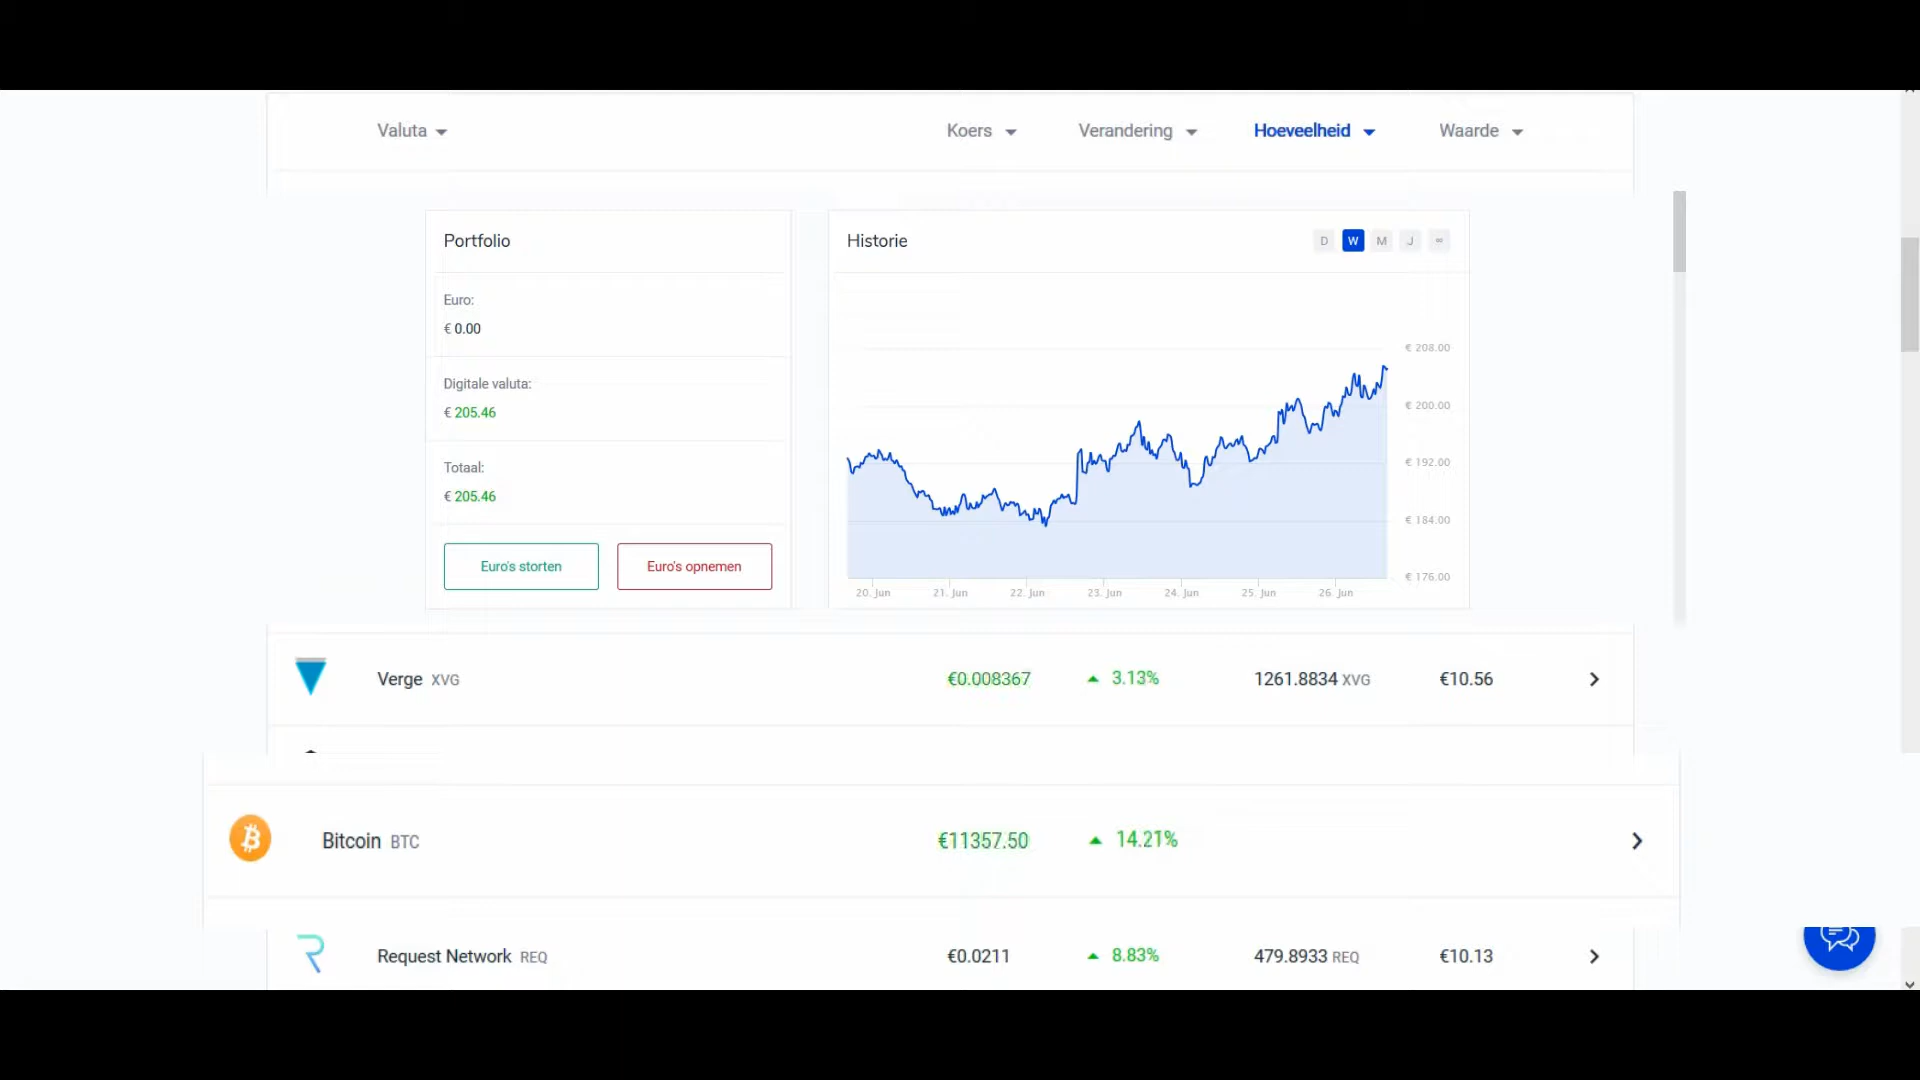 Valuta Koers Verandering Hoeveelheid Waarde
Portfolio
Euro:
€ 0.00
Digitale valuta:
€ 205.46
Totaal:
€ 205.46
Euro's storten Euro's opnemen
Historie D W M J ∞
€ 208.00
€ 200.00
€ 192.00
€ 184.00
€ 176.00
20. Jun 21. Jun 22. Jun 23. Jun 24. Jun 25. Jun 26. Jun
Verge XVG €0.008367 3.13% 1261.8834 XVG €10.56
Bitcoin BTC €11357.50 14.21%
Request Network REQ €0.0211 8.83% 479.8933 REQ €10.13